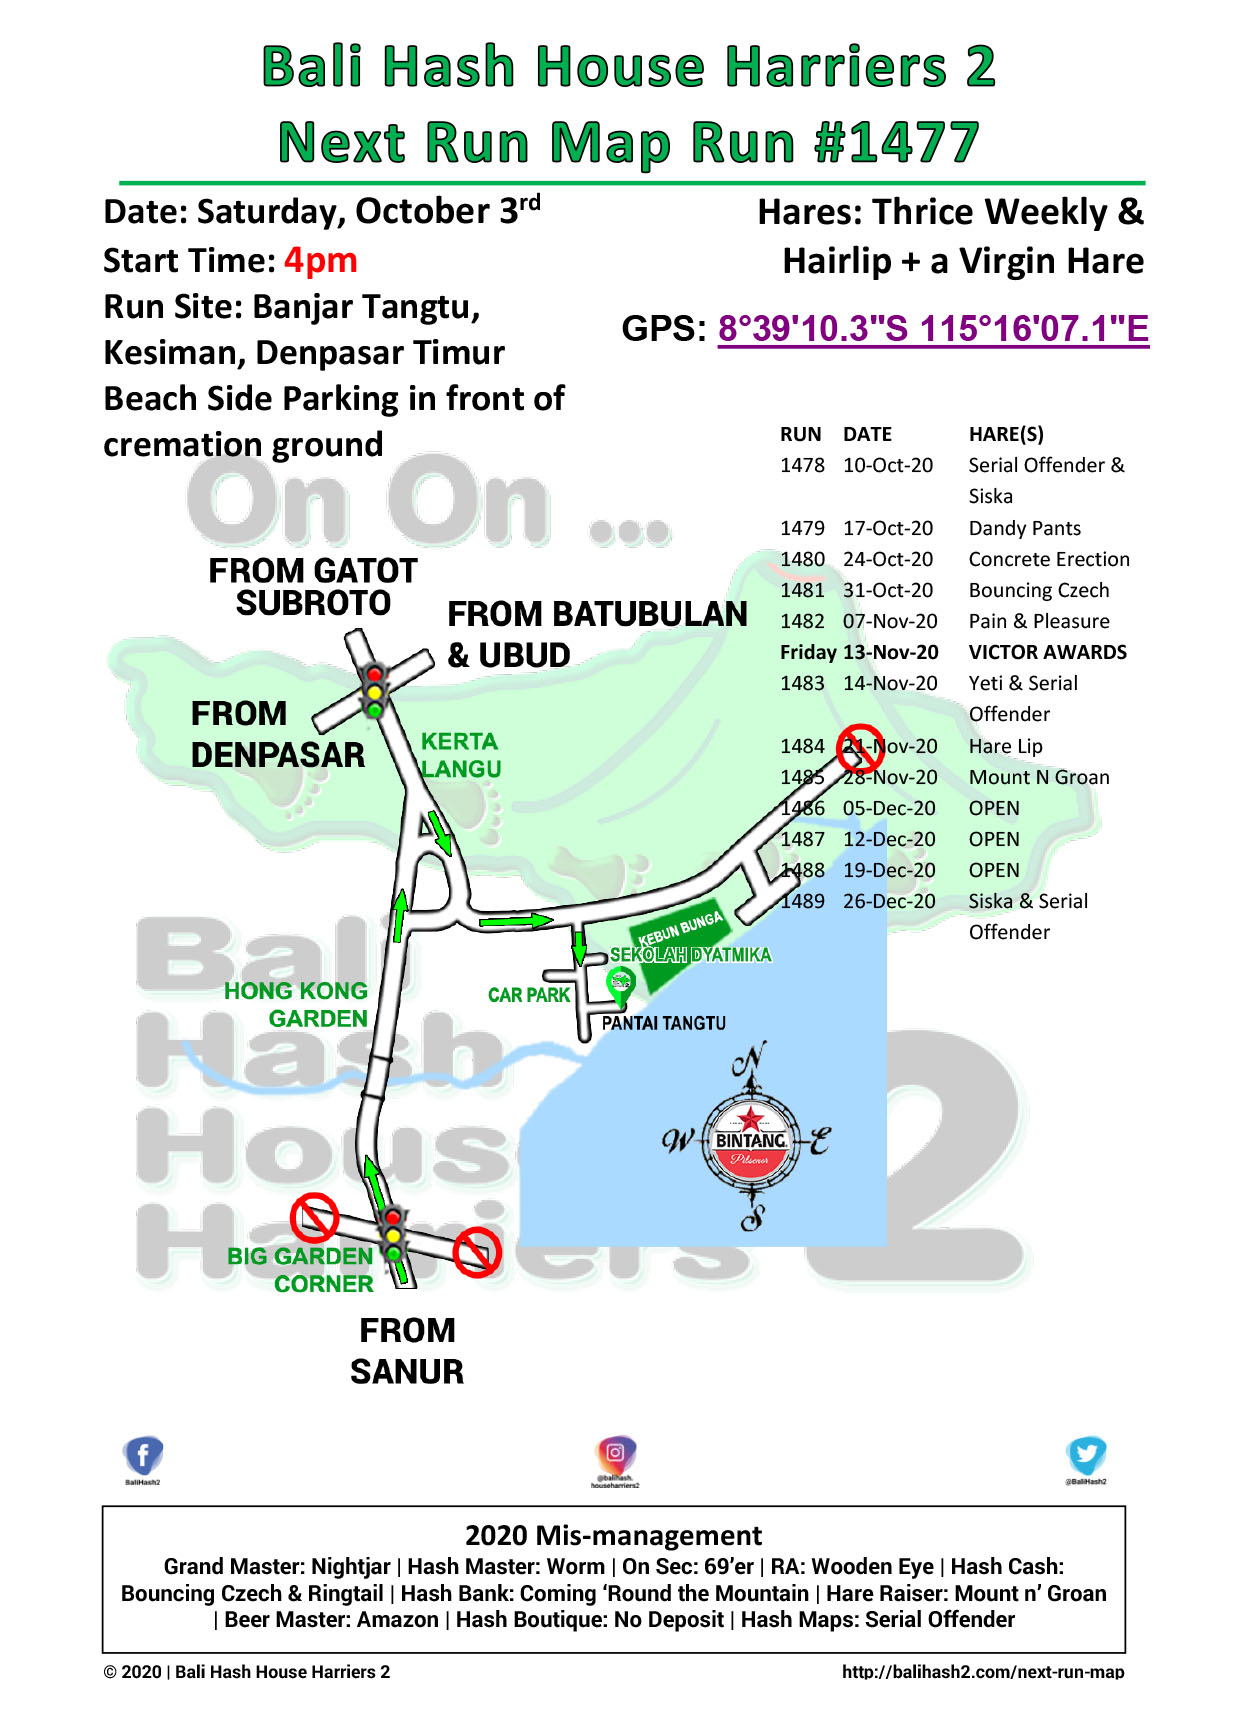 Bali Hash House Harriers 2
Next Run Map Run #1477
Date: Saturday, October 3rd
Start Time: 4pm
Run Site: Banjar Tangtu,
Kesiman, Denpasar Timur
Beach Side Parking in front of
cremation ground
Hares: Thrice Weekly &
Hairlip + a Virgin Hare
GPS: 8°39'10.3"S 115°16'07.1"E
RUN DATE HARE(S)
1478 10-Oct-20 Serial Offender &
Siska
1479 17-Oct-20 Dandy Pants
1480 24-Oct-20 Concrete Erection
1481 31-Oct-20 Bouncing Czech
1482 07-Nov-20 Pain & Pleasure
Friday 13-Nov-20 VICTOR AWARDS
1483 14-Nov-20 Yeti & Serial
Offender
1484 21-Nov-20 Hare Lip
1485 28-Nov-20 Mount N Groan
1486 05-Dec-20 OPEN
1487 12-Dec-20 OPEN
1488 19-Dec-20 OPEN
1489 26-Dec-20 Siska & Serial
Offender
On On ...
FROM GATOT
SUBROTO
FROM BATUBULAN
& UBUD
FROM
DENPASAR
KERTA
LANGU
KEBUN BUNGA
SEKOLAH DYATMIKA
CAR PARK
PANTAI TANGTU
HONG KONG
GARDEN
Bali
Hash
House
Harriers 2
N
W
E
S
BINTANG
Pilsener
BIG GARDEN
CORNER
FROM
SANUR
BaliHash2
@balihash.
househarriers2
@BaliHash2
2020 Mis-management
Grand Master: Nightjar | Hash Master: Worm | On Sec: 69’er | RA: Wooden Eye | Hash Cash:
Bouncing Czech & Ringtail | Hash Bank: Coming ‘Round the Mountain | Hare Raiser: Mount n’ Groan
| Beer Master: Amazon | Hash Boutique: No Deposit | Hash Maps: Serial Offender
© 2020 | Bali Hash House Harriers 2
http://balihash2.com/next-run-map